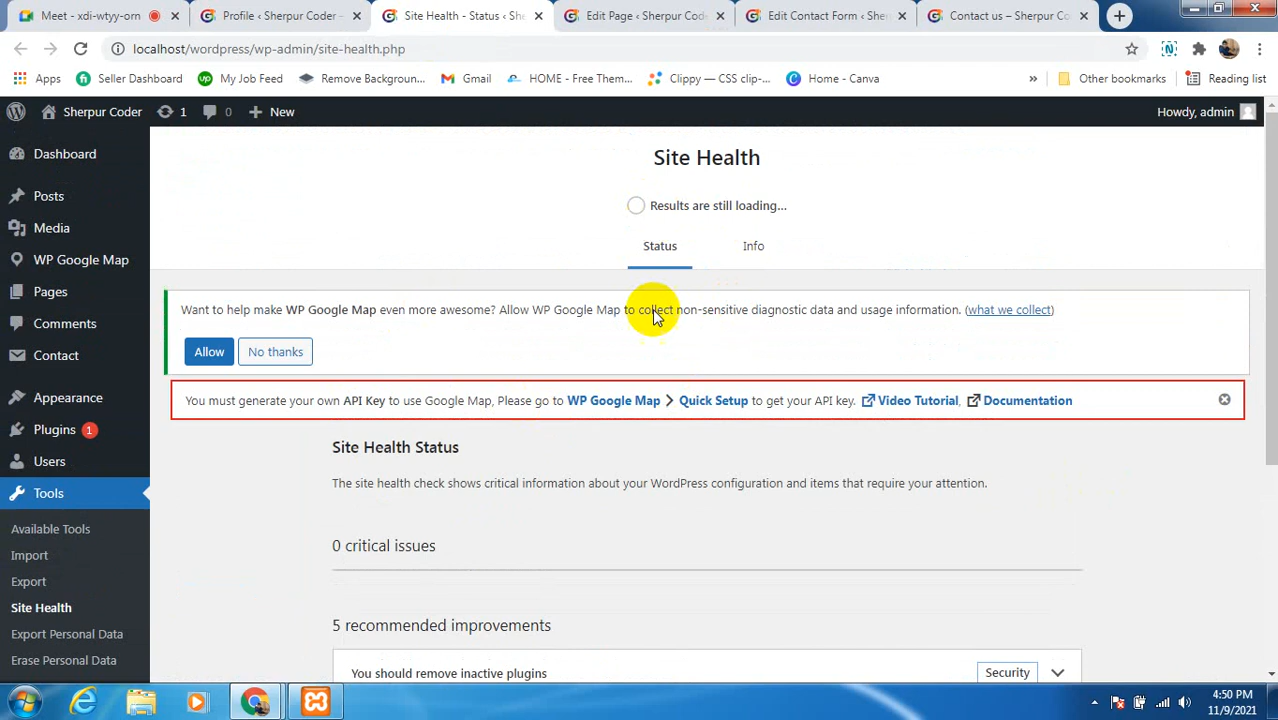 Meet - xdi-wtyy-orn
Profile ‹ Sherpur Coder —
Site Health - Status ‹ She
Edit Page ‹ Sherpur Coder —
Edit Contact Form ‹ Sher
Contact us – Sherpur Co
localhost/wordpress/wp-admin/site-health.php
Apps
Seller Dashboard
My Job Feed
Remove Backgroun...
Gmail
HOME - Free Them...
Clippy — CSS clip-...
Home - Canva
»
Other bookmarks
Reading list
Sherpur Coder
1
0
New
Howdy, admin
Dashboard
Posts
Media
WP Google Map
Pages
Comments
Contact
Appearance
Plugins 1
Users
Tools
Available Tools
Import
Export
Site Health
Export Personal Data
Erase Personal Data
Site Health
Results are still loading...
Status
Info
Want to help make WP Google Map even more awesome? Allow WP Google Map to collect non-sensitive diagnostic data and usage information. (what we collect)
Allow
No thanks
You must generate your own API Key to use Google Map, Please go to WP Google Map > Quick Setup to get your API key. Video Tutorial, Documentation
Site Health Status
The site health check shows critical information about your WordPress configuration and items that require your attention.
0 critical issues
5 recommended improvements
You should remove inactive plugins
Security
4:50 PM
11/9/2021